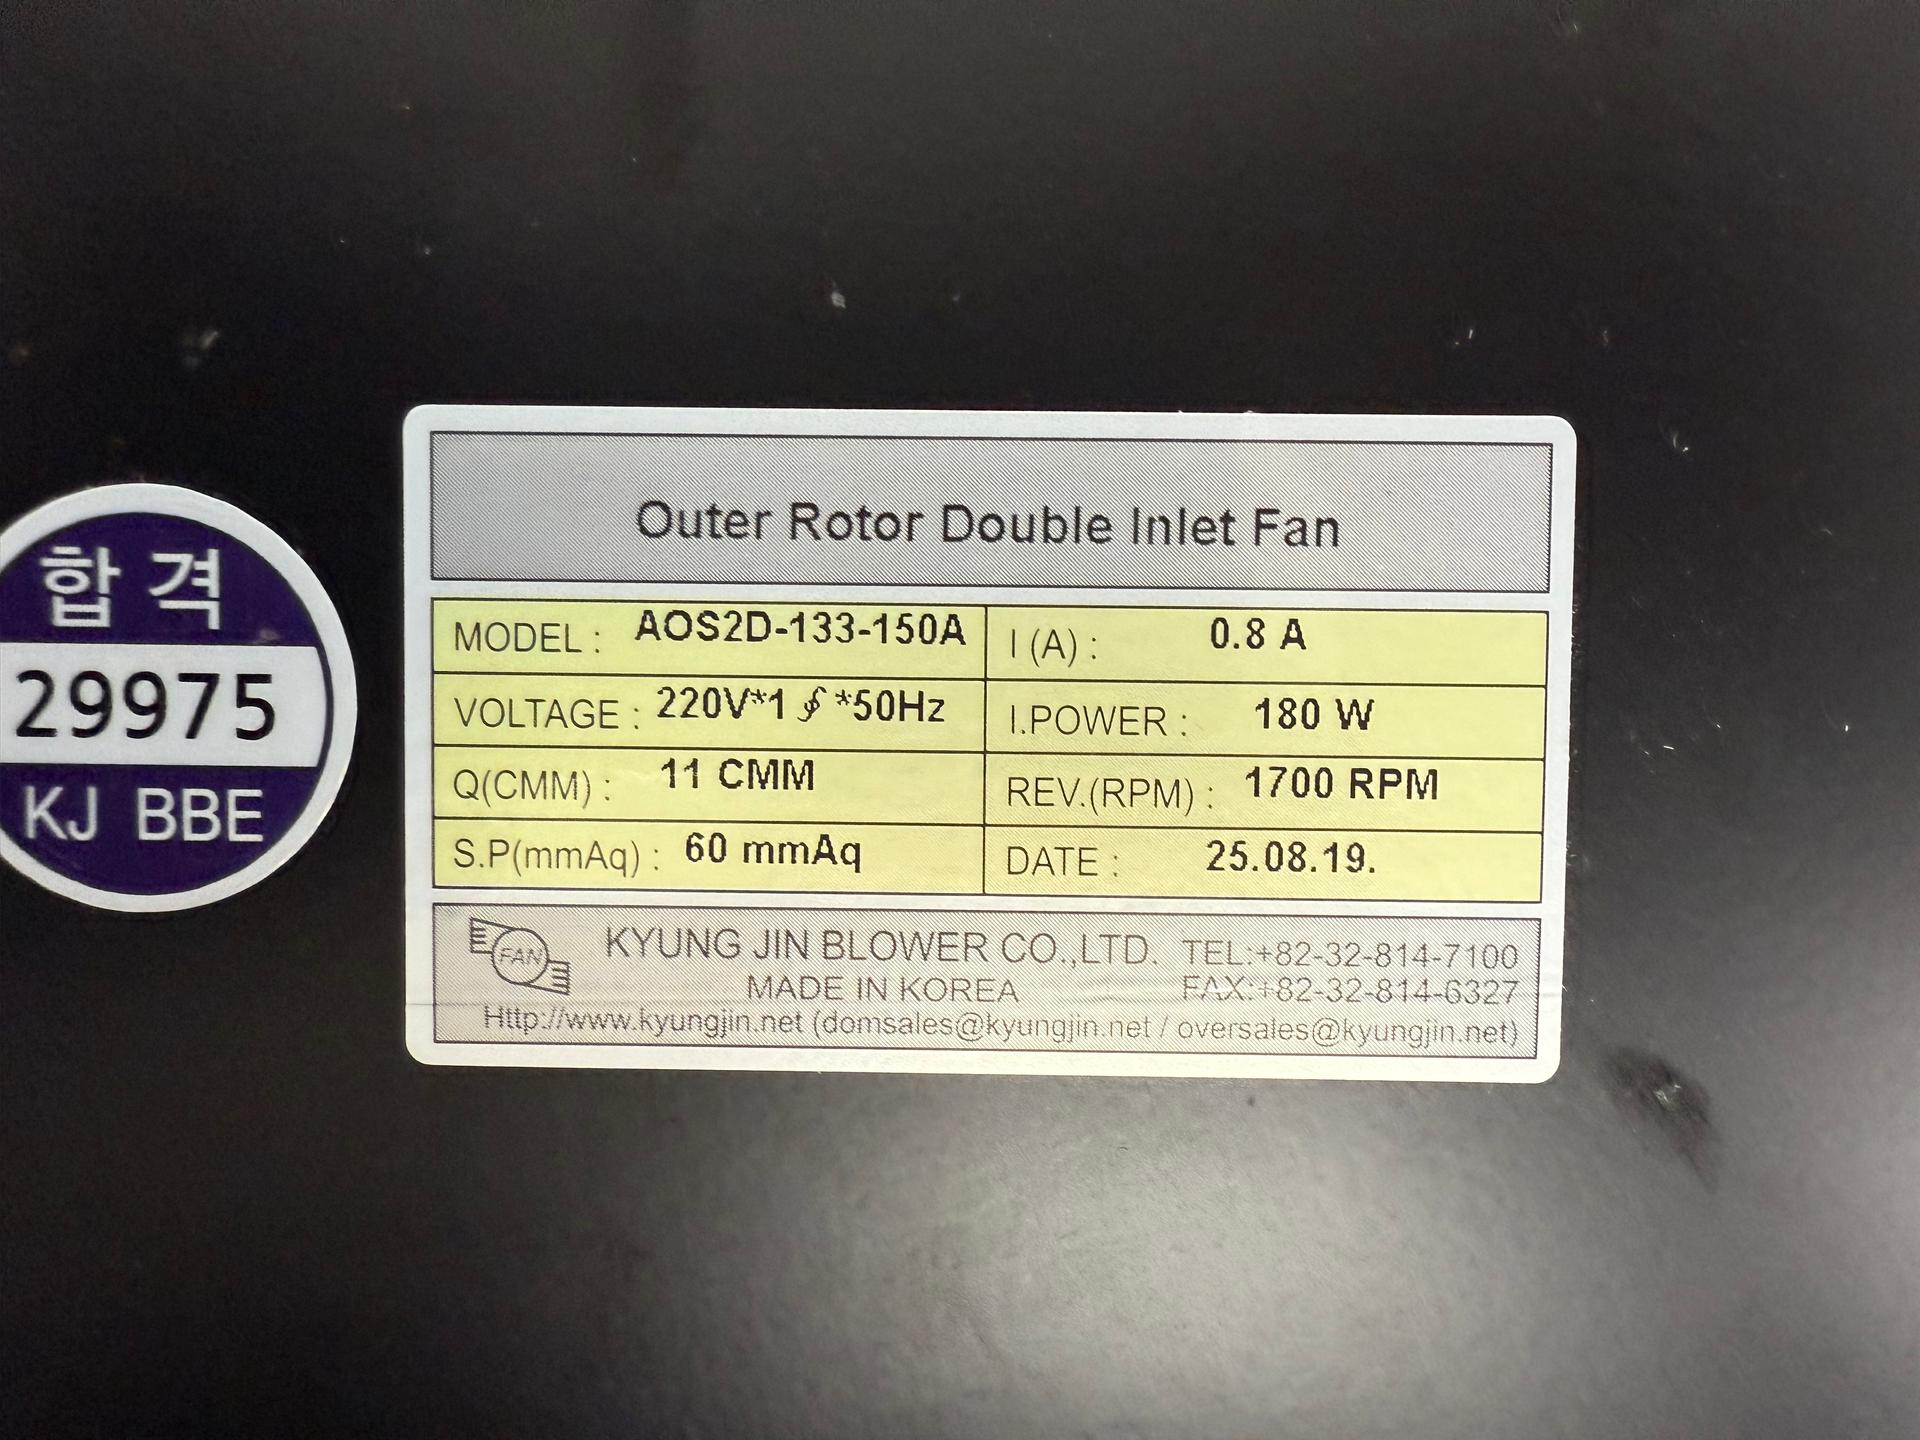 합격
29975
KJ BBE
Outer Rotor Double Inlet Fan
MODEL : AOS2D-133-150A
I (A) : 0.8 A
VOLTAGE : 220V*1 ∮ *50Hz
I.POWER : 180 W
Q(CMM) : 11 CMM
REV.(RPM) : 1700 RPM
S.P(mmAq) : 60 mmAq
DATE : 25.08.19.
FAN
KYUNG JIN BLOWER CO.,LTD. TEL:+82-32-814-7100
MADE IN KOREA FAX:+82-32-814-6327
Http://www.kyungjin.net (domsales@kyungjin.net / oversales@kyungjin.net)